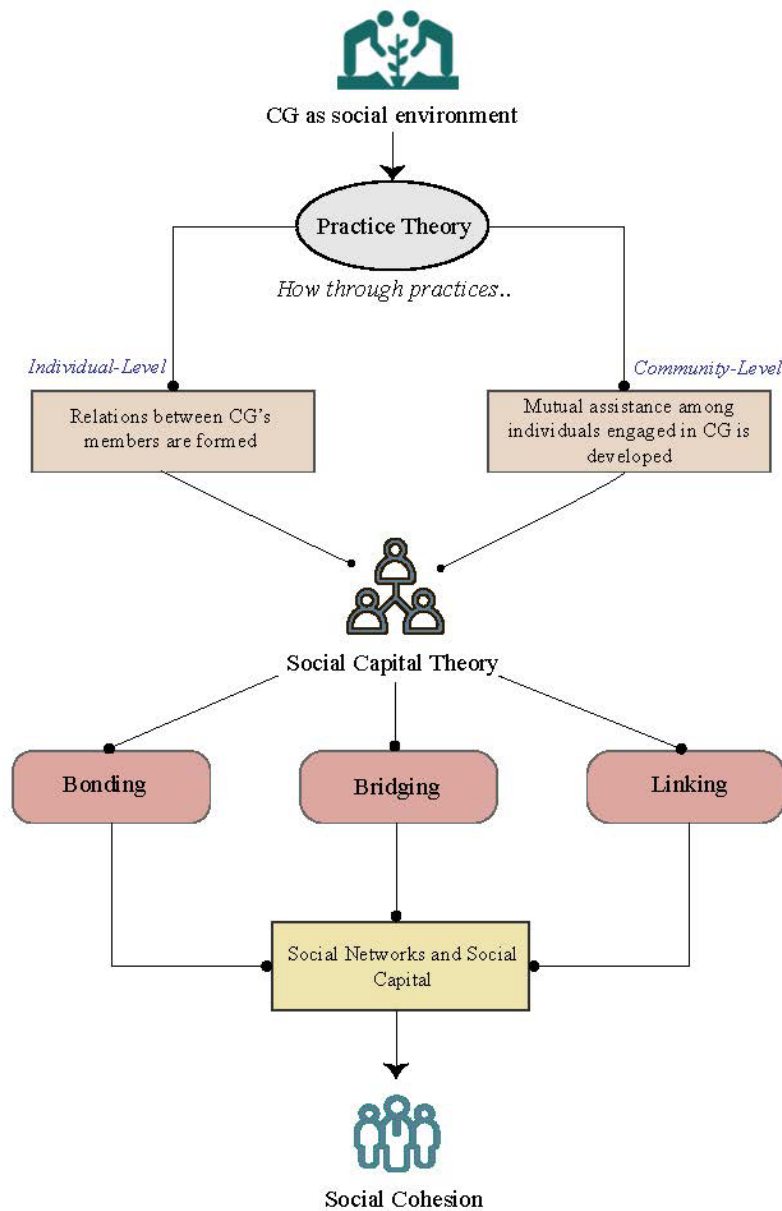 CG as social environment
Practice Theory
How through practices..
Individual-Level
Community-Level
Relations between CG's
members are formed
Mutual assistance among
individuals engaged in CG is
developed
Social Capital Theory
Bonding
Bridging
Linking
Social Networks and Social
Capital
Social Cohesion